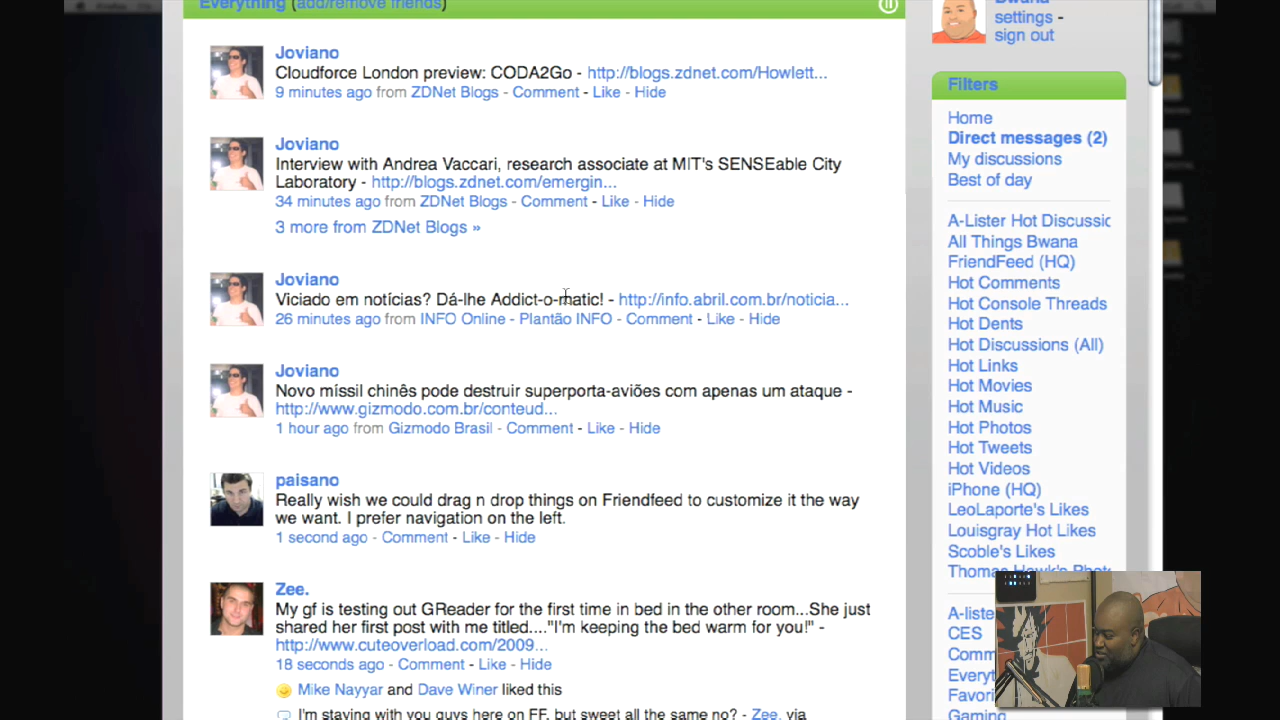 Everything (add/remove friends)
Joviano
Cloudforce London preview: CODA2Go - http://blogs.zdnet.com/Howlett...
9 minutes ago from ZDNet Blogs - Comment - Like - Hide
Joviano
Interview with Andrea Vaccari, research associate at MIT's SENSEable City
Laboratory - http://blogs.zdnet.com/emergin...
34 minutes ago from ZDNet Blogs - Comment - Like - Hide
3 more from ZDNet Blogs »
Joviano
Viciado em notícias? Dá-lhe Addict-o-matic! - http://info.abril.com.br/noticia...
26 minutes ago from INFO Online - Plantão INFO - Comment - Like - Hide
Joviano
Novo míssil chinês pode destruir superporta-aviões com apenas um ataque -
http://www.gizmodo.com.br/conteud...
1 hour ago from Gizmodo Brasil - Comment - Like - Hide
paisano
Really wish we could drag n drop things on Friendfeed to customize it the way
we want. I prefer navigation on the left.
1 second ago - Comment - Like - Hide
Zee.
My gf is testing out GReader for the first time in bed in the other room...She just
shared her first post with me titled...."I'm keeping the bed warm for you!" -
http://www.cuteoverload.com/2009...
18 seconds ago - Comment - Like - Hide
Mike Nayyar and Dave Winer liked this
I'm staying with you guys here on FF, but sweet all the same no? - Zee, via
Bwana
settings -
sign out
Filters
Home
Direct messages (2)
My discussions
Best of day
A-Lister Hot Discussic
All Things Bwana
FriendFeed (HQ)
Hot Comments
Hot Console Threads
Hot Dents
Hot Discussions (All)
Hot Links
Hot Movies
Hot Music
Hot Photos
Hot Tweets
Hot Videos
iPhone (HQ)
LeoLaporte's Likes
Louisgray Hot Likes
Scoble's Likes
Thomas Hawk's Phot
A-liste
CES
Comm
Everyt
Favori
Gaming